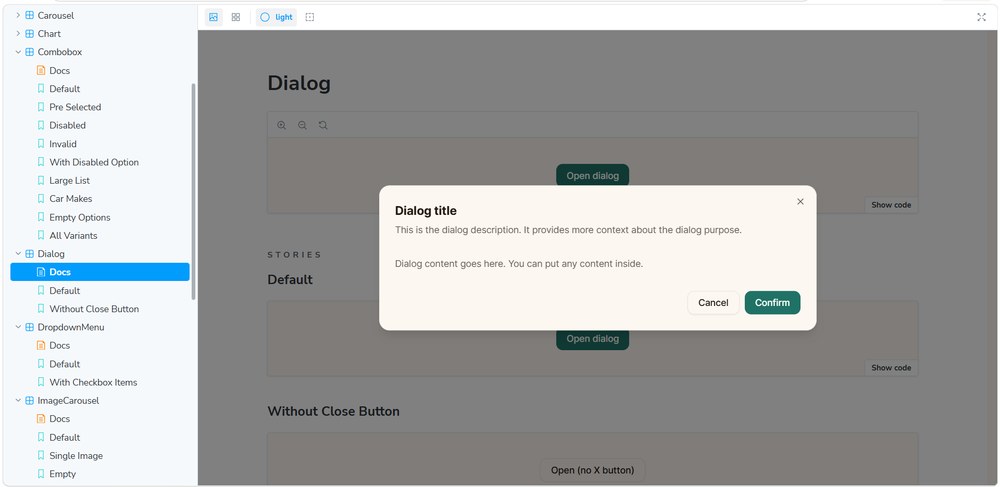 Carousel
Chart
Combobox
Docs
Default
Pre Selected
Disabled
Invalid
With Disabled Option
Large List
Car Makes
Empty Options
All Variants
Dialog
Docs
Default
Without Close Button
DropdownMenu
Docs
Default
With Checkbox Items
ImageCarousel
Docs
Default
Single Image
Empty
light
Dialog
Open dialog
Show code
Dialog title
This is the dialog description. It provides more context about the dialog purpose.
Dialog content goes here. You can put any content inside.
Cancel
Confirm
STORIES
Default
Open dialog
Show code
Without Close Button
Open (no X button)